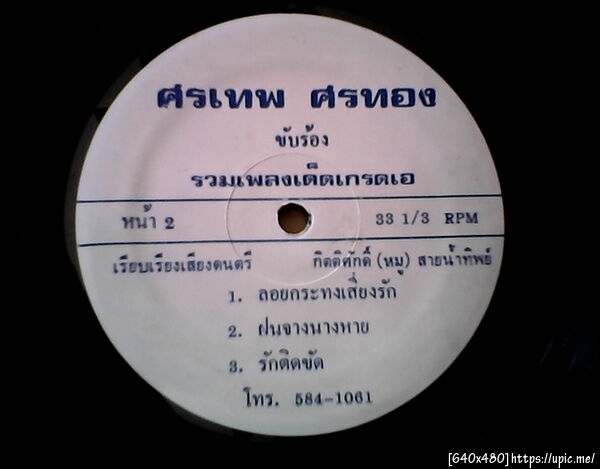 ศรเทพ ศรทอง
ขับร้อง
รวมเพลงเด็ดเกรดเอ
หน้า 2 33 1/3 RPM
เรียบเรียงเสียงดนตรี กิตติศักดิ์ (หมู) สายน้ำทิพย์
1. ลอยกระทงเสี่ยงรัก
2. ฝนจางนางหาย
3. รักติดขัด
โทร. 584-1061
[640x480]https://upic.me/